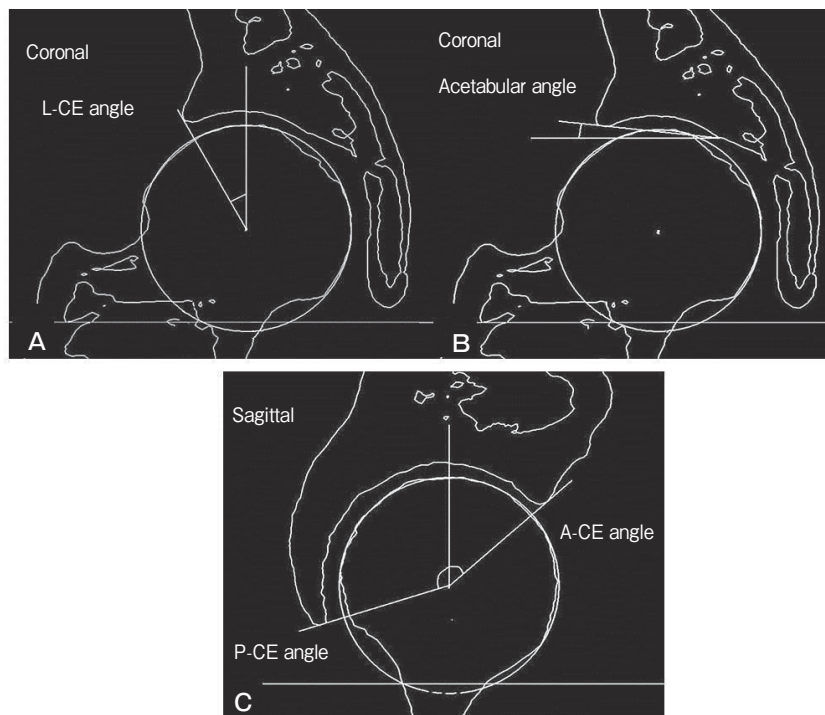 Coronal
L-CE angle
A
Coronal
Acetabular angle
B
Sagittal
A-CE angle
P-CE angle
C